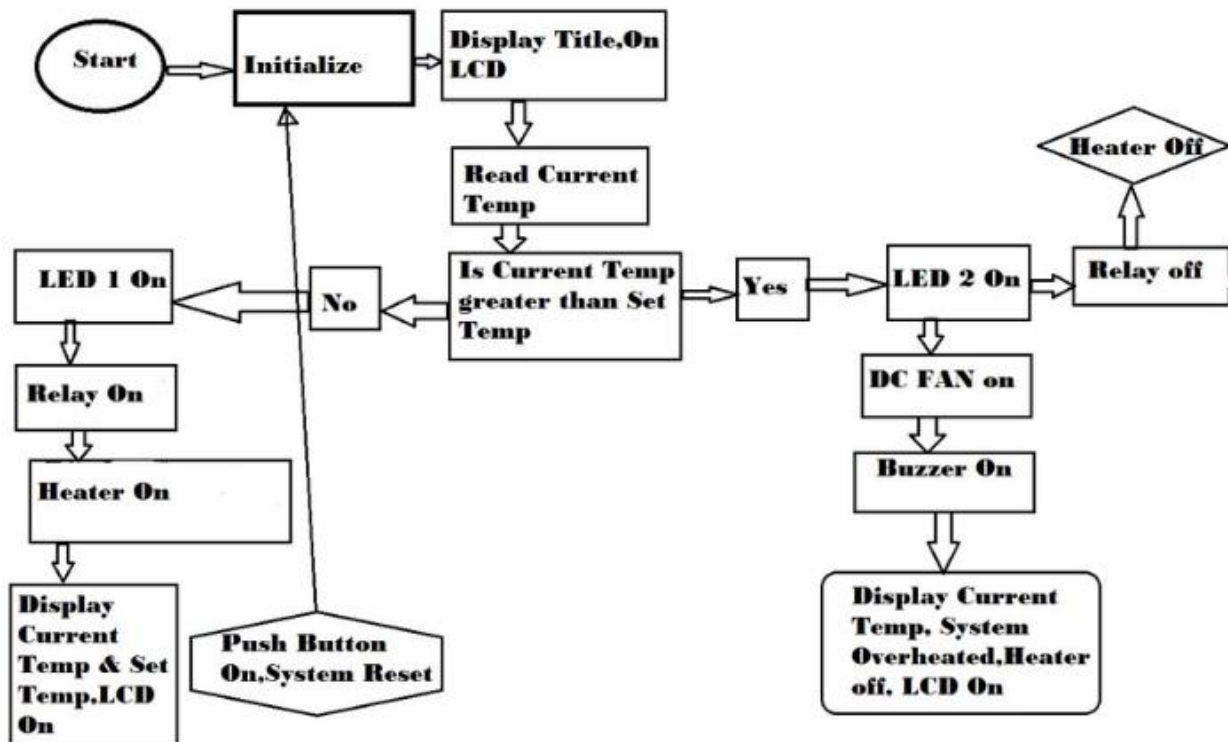 Start
Initialize
Display Title,On
LCD
Read Current
Temp
Heater Off
LED 1 On
No
Is Current Temp
greater than Set
Temp
Yes
LED 2 On
Relay off
Relay On
DC FAN on
Heater On
Buzzer On
Display
Current
Temp & Set
Temp,LCD
On
Push Button
On,System Reset
Display Current
Temp, System
Overheated,Heater
off, LCD On